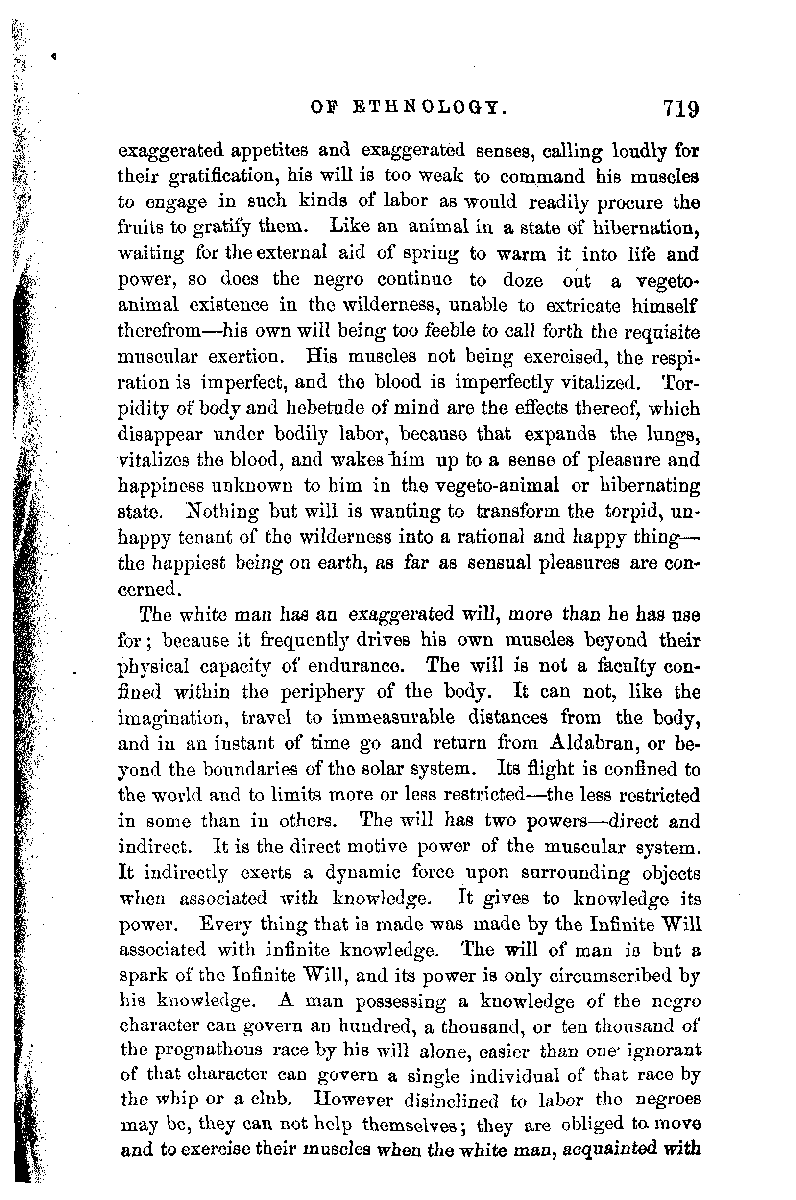 OF ETHNOLOGY. 719
exaggerated appetites and exaggerated senses, calling loudly for
their gratification, his will is too weak to command his muscles
to engage in such kinds of labor as would readily procure the
fruits to gratify them. Like an animal in a state of hibernation,
waiting for the external aid of spring to warm it into life and
power, so does the negro continue to doze out a vegeto-
animal existence in the wilderness, unable to extricate himself
therefrom—his own will being too feeble to call forth the requisite
muscular exertion. His muscles not being exercised, the respi-
ration is imperfect, and the blood is imperfectly vitalized. Tor-
pidity of body and hebetude of mind are the effects thereof, which
disappear under bodily labor, because that expands the lungs,
vitalizes the blood, and wakes him up to a sense of pleasure and
happiness unknown to him in the vegeto-animal or hibernating
state. Nothing but will is wanting to transform the torpid, un-
happy tenant of the wilderness into a rational and happy thing—
the happiest being on earth, as far as sensual pleasures are con-
cerned.
The white man has an exaggerated will, more than he has use
for; because it frequently drives his own muscles beyond their
physical capacity of endurance. The will is not a faculty con-
fined within the periphery of the body. It can not, like the
imagination, travel to immeasurable distances from the body,
and in an instant of time go and return from Aldabran, or be-
yond the boundaries of the solar system. Its flight is confined to
the world and to limits more or less restricted—the less restricted
in some than in others. The will has two powers—direct and
indirect. It is the direct motive power of the muscular system.
It indirectly exerts a dynamic force upon surrounding objects
when associated with knowledge. It gives to knowledge its
power. Every thing that is made was made by the Infinite Will
associated with infinite knowledge. The will of man is but a
spark of the Infinite Will, and its power is only circumscribed by
his knowledge. A man possessing a knowledge of the negro
character can govern an hundred, a thousand, or ten thousand of
the prognathous race by his will alone, easier than one ignorant
of that character can govern a single individual of that race by
the whip or a club. However disinclined to labor the negroes
may be, they can not help themselves; they are obliged to move
and to exercise their muscles when the white man, acquainted with